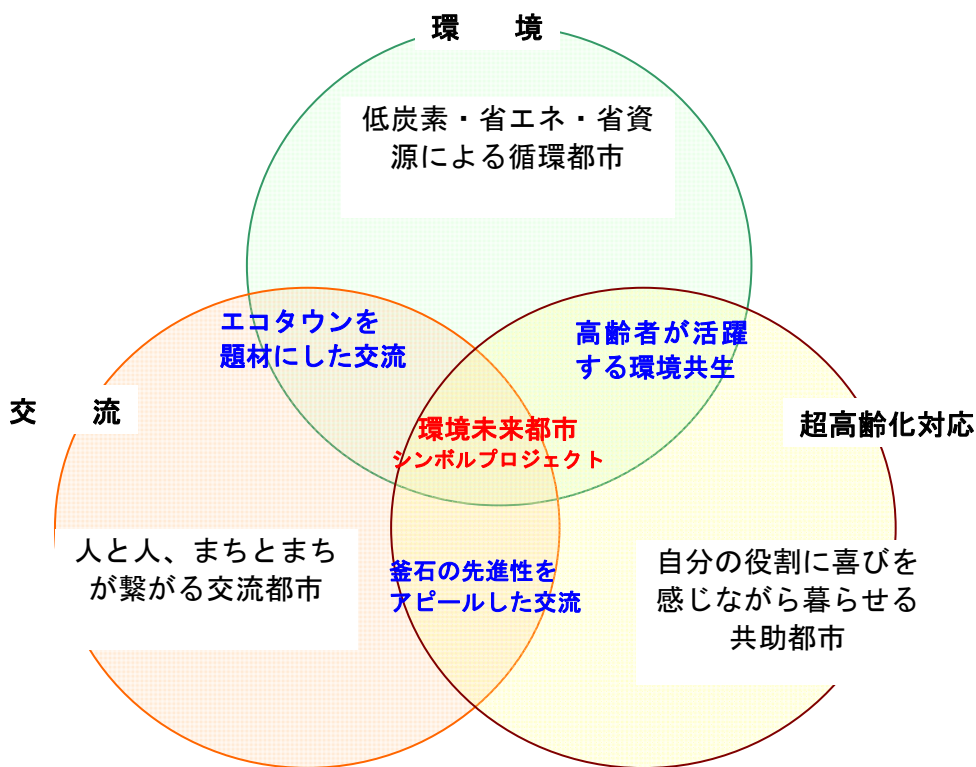 環　境
低炭素・省エネ・省資
源による循環都市
エコタウンを
題材にした交流
高齢者が活躍
する環境共生
交　流
超高齢化対応
環境未来都市
シンボルプロジェクト
人と人、まちとまち
が繋がる交流都市
釜石の先進性を
アピールした交流
自分の役割に喜びを
感じながら暮らせる
共助都市